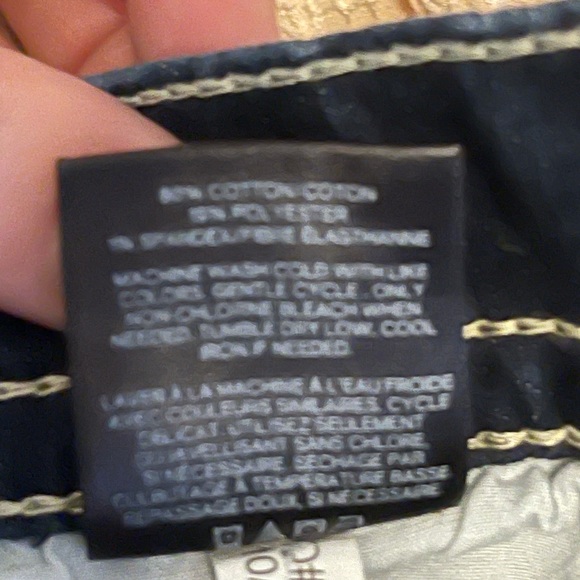 COTTON/COTON
POLYESTER
1% SPANDEX/FIBRE ÉLASTHANNE
MACHINE WASH COLD WITH LIKE
COLORS. GENTLE CYCLE. ONLY
NON-CHLORINE BLEACH WHEN
NEEDED. TUMBLE DRY LOW. COOL
IRON IF NEEDED.
LAVER À LA MACHINE À L'EAU FROIDE
AVEC COULEURS SIMILAIRES. CYCLE
DÉLICAT. UTILISEZ SEULEMENT
SANS CHLORE,
SI NÉCESSAIRE. SÉCHAGE PAR
CULBUTAGE À TEMPÉRATURE BASSE
REPASSAGE DOUX, SI NÉCESSAIRE